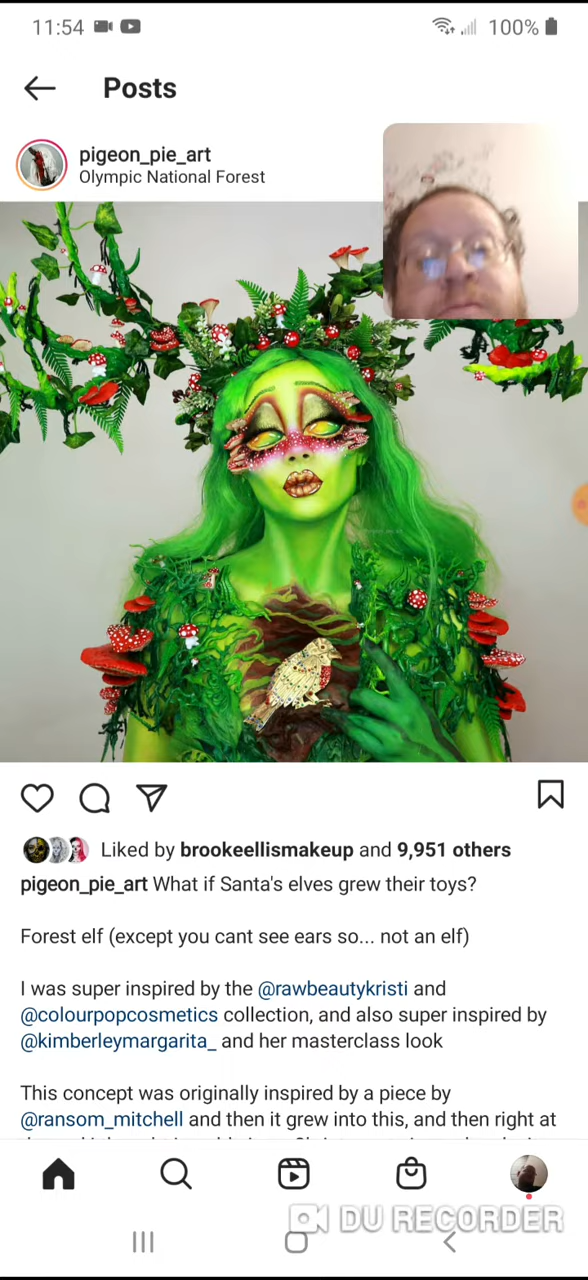 11:54
100%
Posts
pigeon_pie_art
Olympic National Forest
Liked by brookeellismakeup and 9,951 others
pigeon_pie_art What if Santa's elves grew their toys?
Forest elf (except you cant see ears so... not an elf)
I was super inspired by the @rawbeautykristi and
@colourpopcosmetics collection, and also super inspired by
@kimberleymargarita_ and her masterclass look
This concept was originally inspired by a piece by
@ransom_mitchell and then it grew into this, and then right at
DU RECORDER